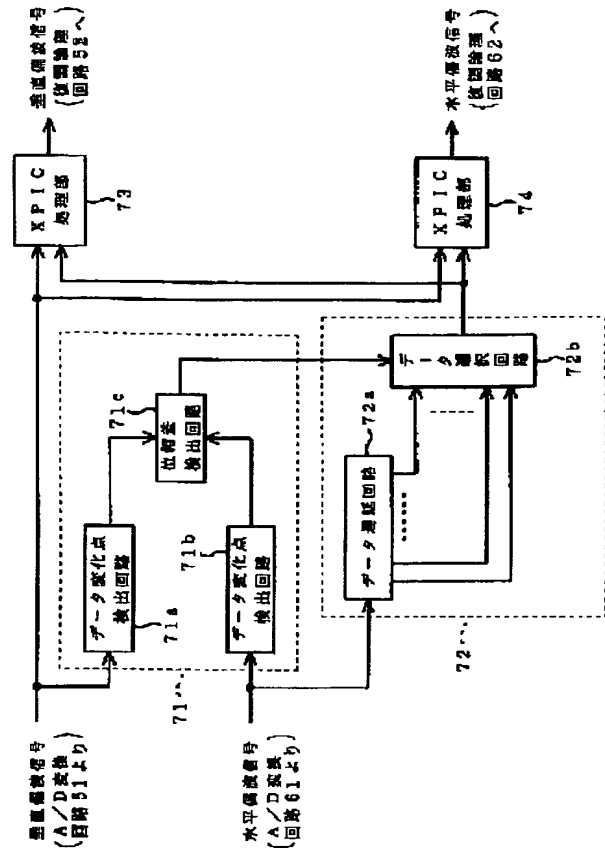 垂直偏波信号
(A/D変換
回路51より)
水平偏波信号
(A/D変換
回路61より)
データ変化点
検出回路
71a
データ変化点
検出回路
71b
位相差
検出回路
71c
71
データ遅延回路
72a
データ選択回路
72b
72
XPIC
処理部
73
XPIC
処理部
74
垂直偏波信号
(復調論理
回路52へ)
水平偏波信号
(復調論理
回路62へ)